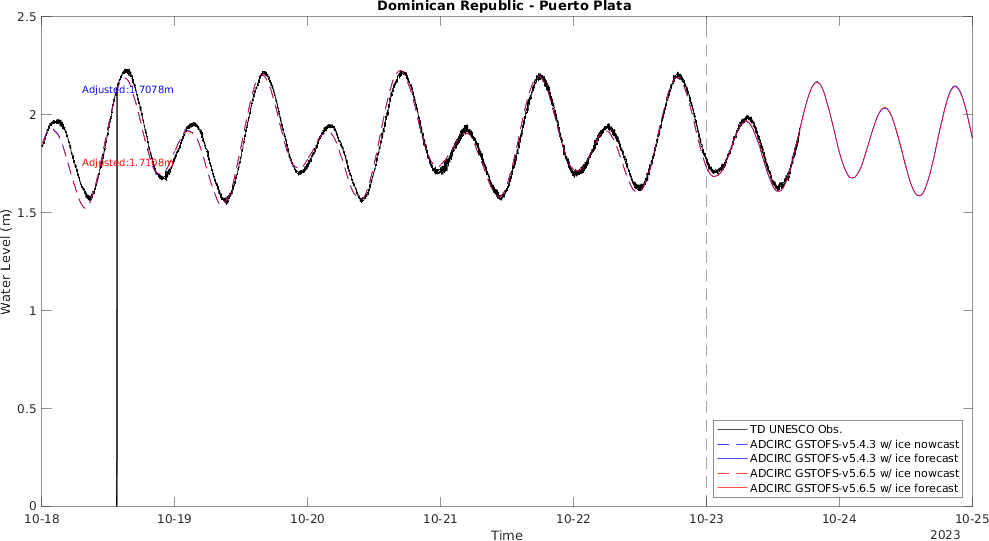 Dominican Republic - Puerto Plata
2.5
2
1.5
1
0.5
0
Water Level (m)
Adjusted:1.7078m
Adjusted:1.7108m
TD UNESCO Obs.
ADCIRC GSTOFS-v5.4.3 w/ ice nowcast
ADCIRC GSTOFS-v5.4.3 w/ ice forecast
ADCIRC GSTOFS-v5.6.5 w/ ice nowcast
ADCIRC GSTOFS-v5.6.5 w/ ice forecast
10-18 10-19 10-20 10-21 10-22 10-23 10-24 10-25
Time
2023